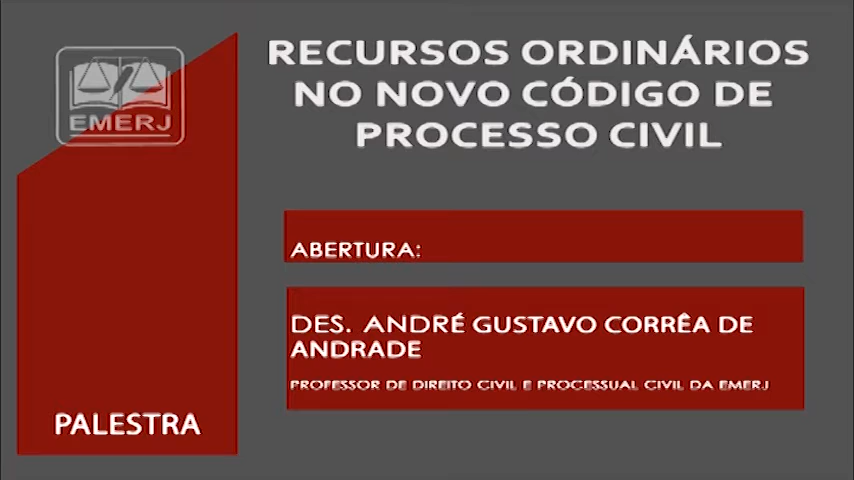 EMERJ
RECURSOS ORDINÁRIOS
NO NOVO CÓDIGO DE
PROCESSO CIVIL
ABERTURA:
DES. ANDRÉ GUSTAVO CORRÊA DE
ANDRADE
PROFESSOR DE DIREITO CIVIL E PROCESSUAL CIVIL DA EMERJ
PALESTRA